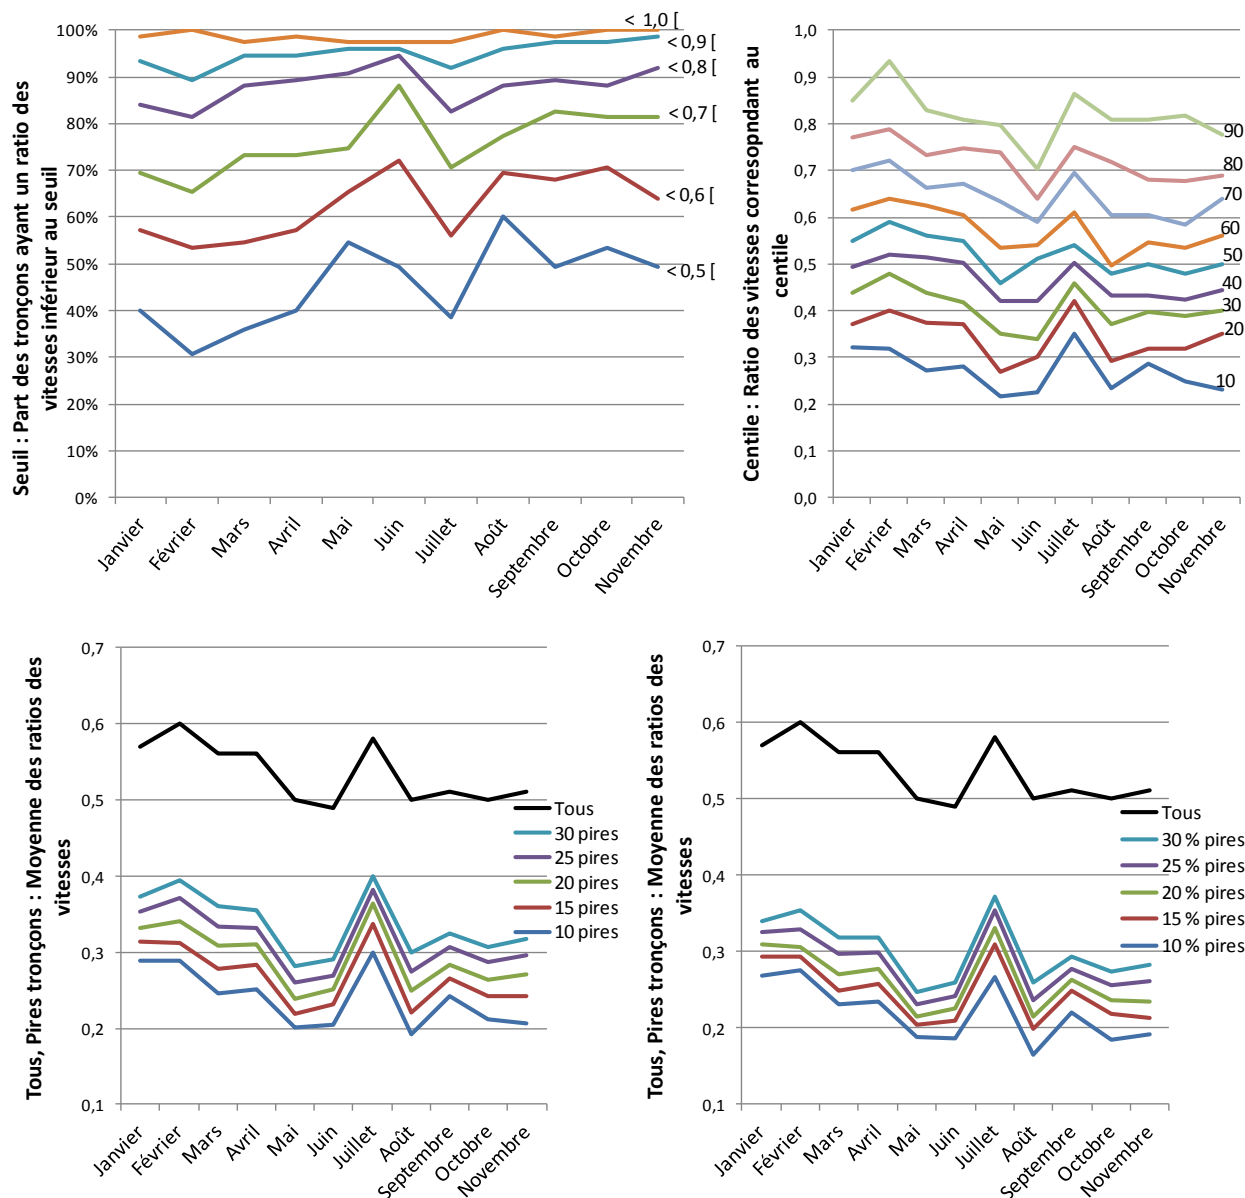 Seuil : Part des tronçons ayant un ratio des
vitesses inférieur au seuil
100%
90%
80%
70%
60%
50%
40%
30%
20%
10%
0%
< 1,0 [
< 0,9 [
< 0,8 [
< 0,7 [
< 0,6 [
< 0,5 [
Janvier
Février
Mars
Avril
Mai
Juin
Juillet
Août
Septembre
Octobre
Novembre
Centile : Ratio des vitesses corresopndant au
centile
1,0
0,9
0,8
0,7
0,6
0,5
0,4
0,3
0,2
0,1
0,0
90
80
70
60
50
40
30
20
10
Janvier
Février
Mars
Avril
Mai
Juin
Juillet
Août
Septembre
Octobre
Novembre
Tous, Pires tronçons : Moyenne des ratios des
vitesses
0,7
0,6
0,5
0,4
0,3
0,2
0,1
Tous
30 pires
25 pires
20 pires
15 pires
10 pires
Janvier
Février
Mars
Avril
Mai
Juin
Juillet
Août
Septembre
Octobre
Novembre
Tous, Pires tronçons : Moyenne des ratios des
vitesses
0,7
0,6
0,5
0,4
0,3
0,2
0,1
Tous
30 % pires
25 % pires
20 % pires
15 % pires
10 % pires
Janvier
Février
Mars
Avril
Mai
Juin
Juillet
Août
Septembre
Octobre
Novembre